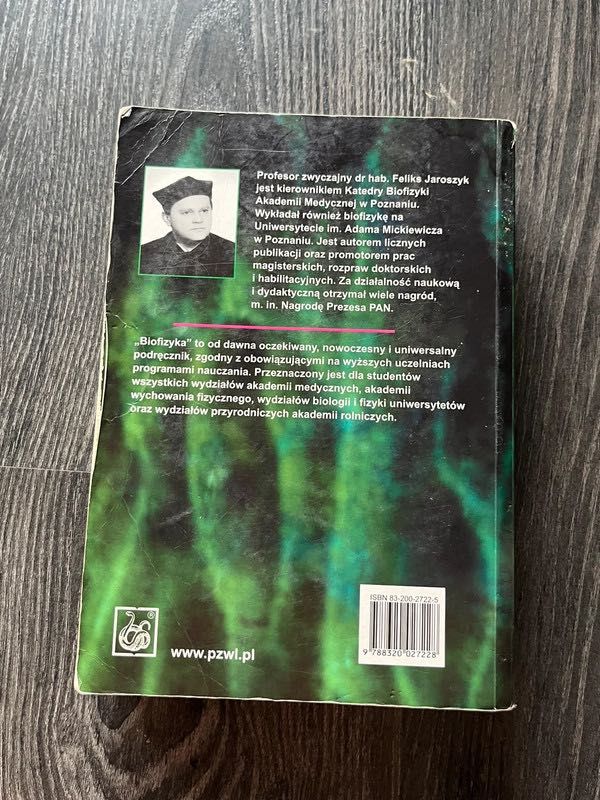 Profesor zwyczajny dr hab. Feliks Jaroszyk
jest kierownikiem Katedry Biofizyki
Akademii Medycznej w Poznaniu.
Wykładał również biofizykę na
Uniwersytecie im. Adama Mickiewicza
w Poznaniu. Jest autorem licznych
publikacji oraz promotorem prac
magisterskich, rozpraw doktorskich
i habilitacyjnych. Za działalność naukową
i dydaktyczną otrzymał wiele nagród,
m. in. Nagrodę Prezesa PAN.
„Biofizyka” to od dawna oczekiwany, nowoczesny i uniwersalny
podręcznik, zgodny z obowiązującymi na wyższych uczelniach
programami nauczania. Przeznaczony jest dla studentów
wszystkich wydziałów akademii medycznych, akademii
wychowania fizycznego, wydziałów biologii i fizyki uniwersytetów
oraz wydziałów przyrodniczych akademii rolniczych.
ISBN 83-200-2722-5
9 788320 027228
®
www.pzwl.pl